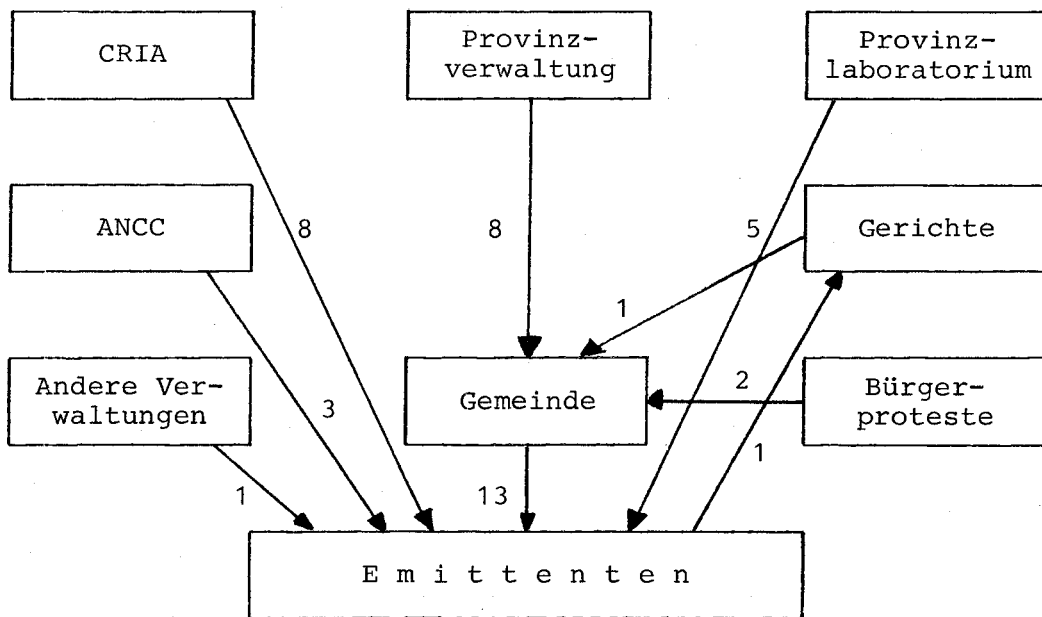 CRIA
Provinz-
verwaltung
Provinz-
laboratorium
ANCC
8
8
5
Gerichte
1
Andere Ver-
waltungen
3
Gemeinde
2
Bürger-
proteste
1
1
13
E m i t t e n t e n